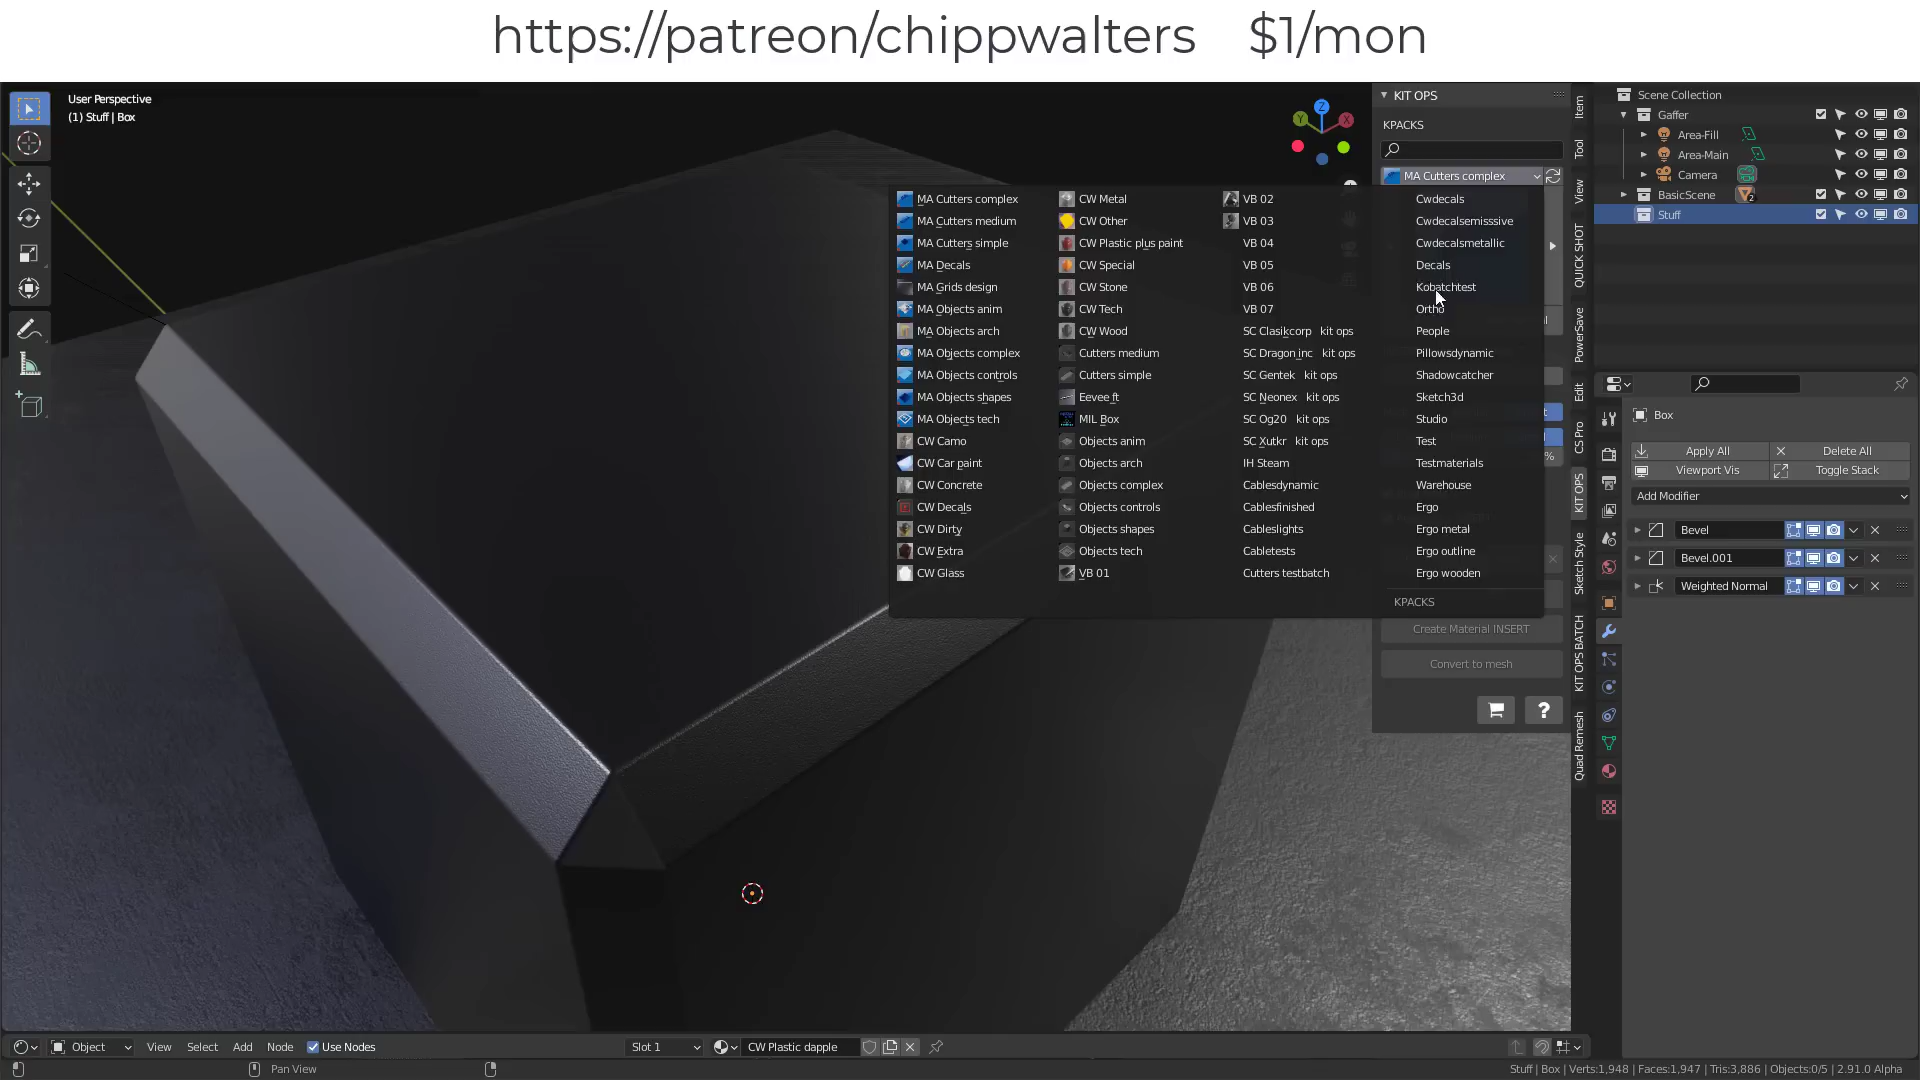 https://patreon/chippwalters $1/mon
User Perspective
(1) Stuff | Box
Z
Y
X
KIT OPS
KPACKS
MA Cutters complex
MA Cutters complex
MA Cutters medium
MA Cutters simple
MA Decals
MA Grids design
MA Objects anim
MA Objects arch
MA Objects complex
MA Objects controls
MA Objects shapes
MA Objects tech
CW Camo
CW Car paint
CW Concrete
CW Decals
CW Dirty
CW Extra
CW Glass
CW Metal
CW Other
CW Plastic plus paint
CW Special
CW Stone
CW Tech
CW Wood
Cutters medium
Cutters simple
Eevee ft
MIL Box
Objects anim
Objects arch
Objects complex
Objects controls
Objects shapes
Objects tech
VB 01
VB 02
VB 03
VB 04
VB 05
VB 06
VB 07
SC Clasikcorp kit ops
SC Dragon inc kit ops
SC Gentek kit ops
SC Neonex kit ops
SC Og20 kit ops
SC Xutkr kit ops
IH Steam
Cablesdynamic
Cablesfinished
Cableslights
Cabletests
Cutters testbatch
Cwdecals
Cwdecalsemisssive
Cwdecalsmetallic
Decals
Kobatchtest
Ortho
People
Pillowsdynamic
Shadowcatcher
Sketch3d
Studio
Test
Testmaterials
Warehouse
Ergo
Ergo metal
Ergo outline
Ergo wooden
KPACKS
Create Material INSERT
Convert to mesh
?
%
Item
Tool
View
QUICK SHOT
PowerSave
Edit
CS Pro
KIT OPS
Sketch Style
KIT OPS BATCH
Quad Remesh
Scene Collection
Gaffer
Area-Fill
Area-Main
Camera
BasicScene
2
Stuff
Box
Apply All
Delete All
Viewport Vis
Toggle Stack
Add Modifier
Bevel
Bevel.001
Weighted Normal
Object
View
Select
Add
Node
Use Nodes
Slot 1
CW Plastic dapple
Pan View
Stuff | Box | Verts:1,948 | Faces:1,947 | Tris:3,886 | Objects:0/5 | 2.91.0 Alpha